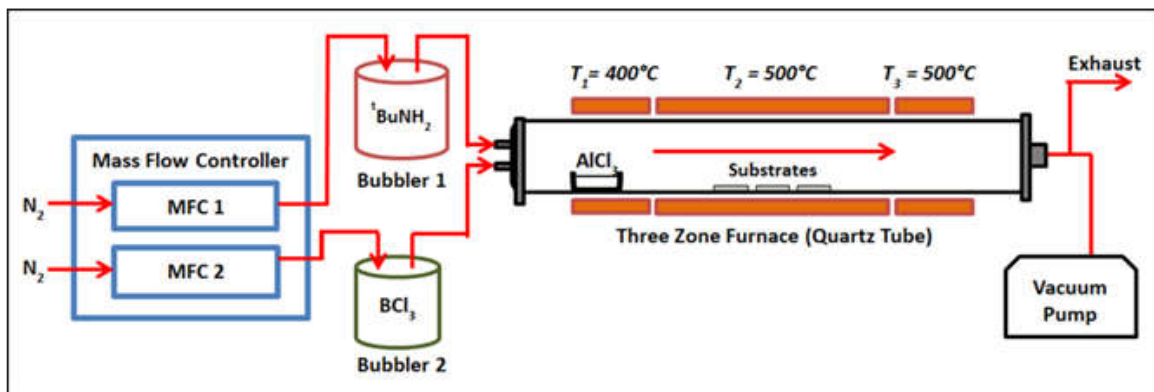 Mass Flow Controller
N₂
MFC 1
N₂
MFC 2
ᵗBuNH₂
Bubbler 1
BCl₃
Bubbler 2
T₁= 400°C
T₂= 500°C
T₃= 500°C
AlCl₃
Substrates
Three Zone Furnace (Quartz Tube)
Exhaust
Vacuum
Pump